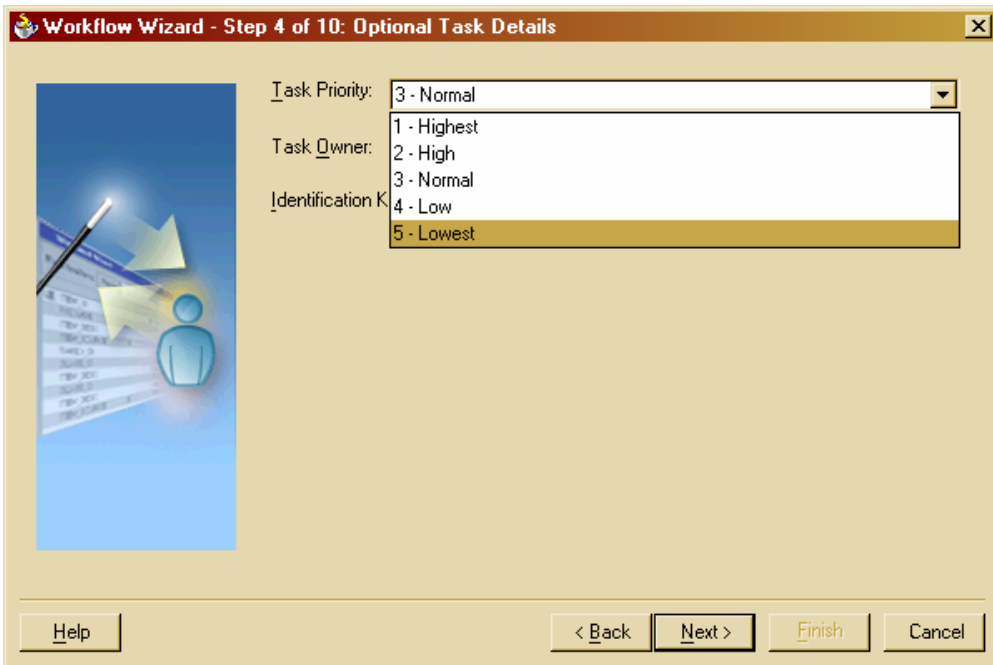 Workflow Wizard - Step 4 of 10: Optional Task Details
Task Priority: 3 - Normal
1 - Highest
Task Owner: 2 - High
3 - Normal
Identification K 4 - Low
5 - Lowest
Help < Back Next > Finish Cancel